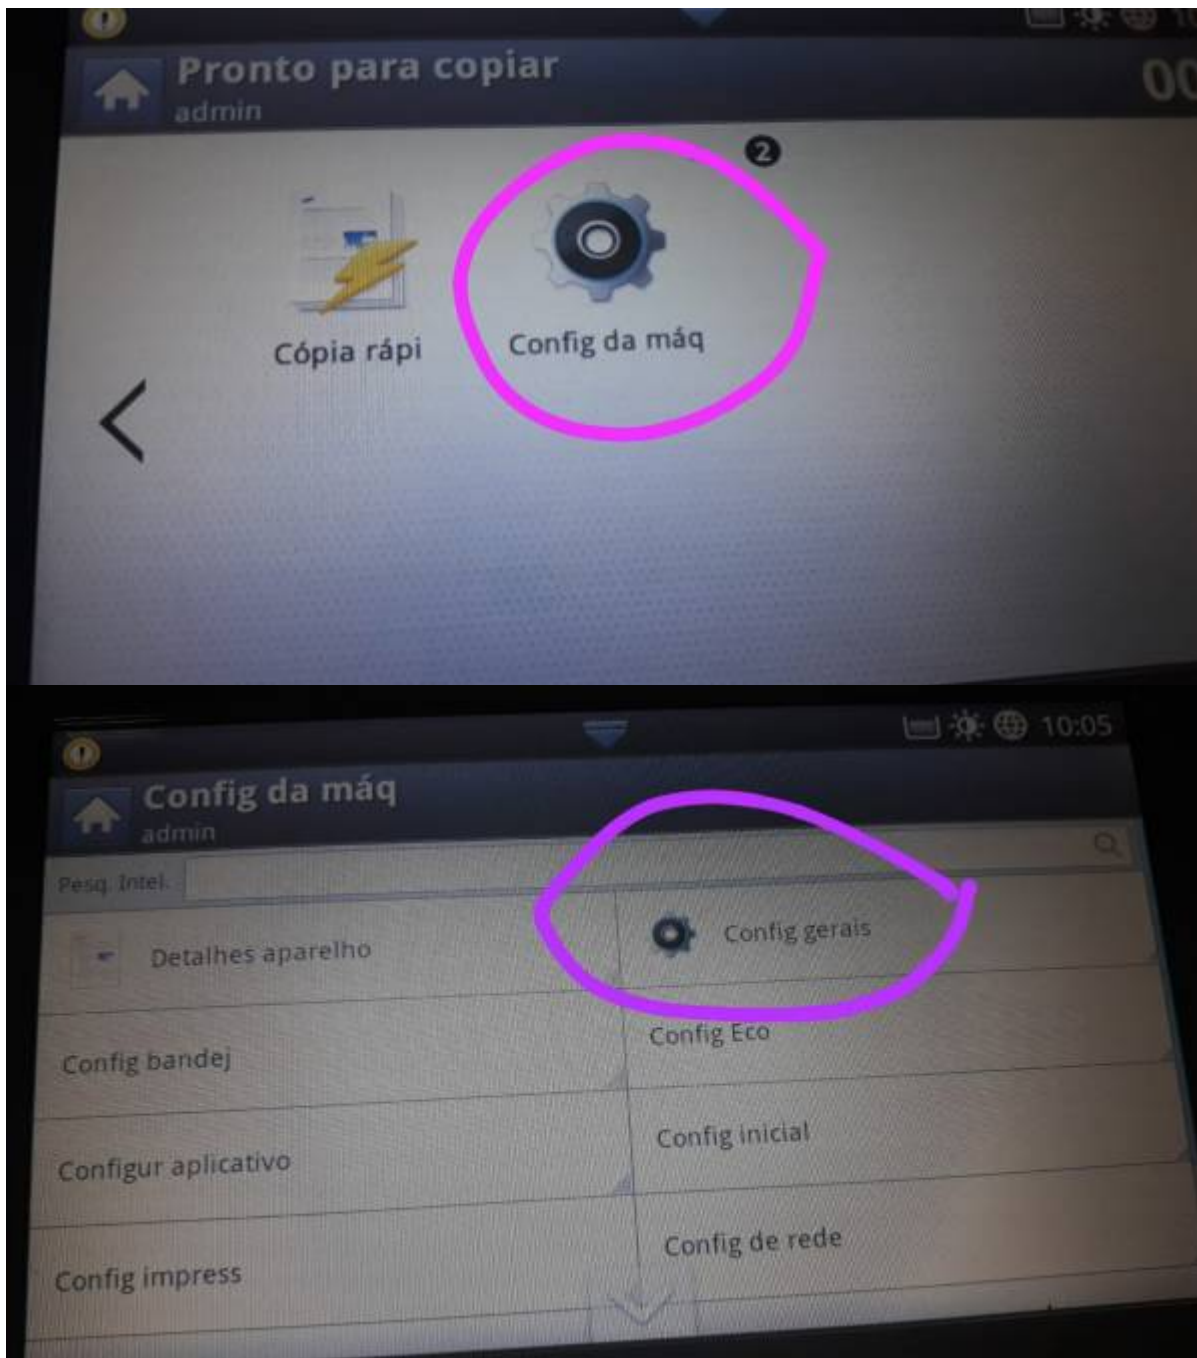 Pronto para copiar
admin
2
Cópia rápi
Config da máq
10:05
Config da máq
admin
Pesq. Intel.
Detalhes aparelho
Config gerais
Config bandej
Config Eco
Configur aplicativo
Config inicial
Config impress
Config de rede